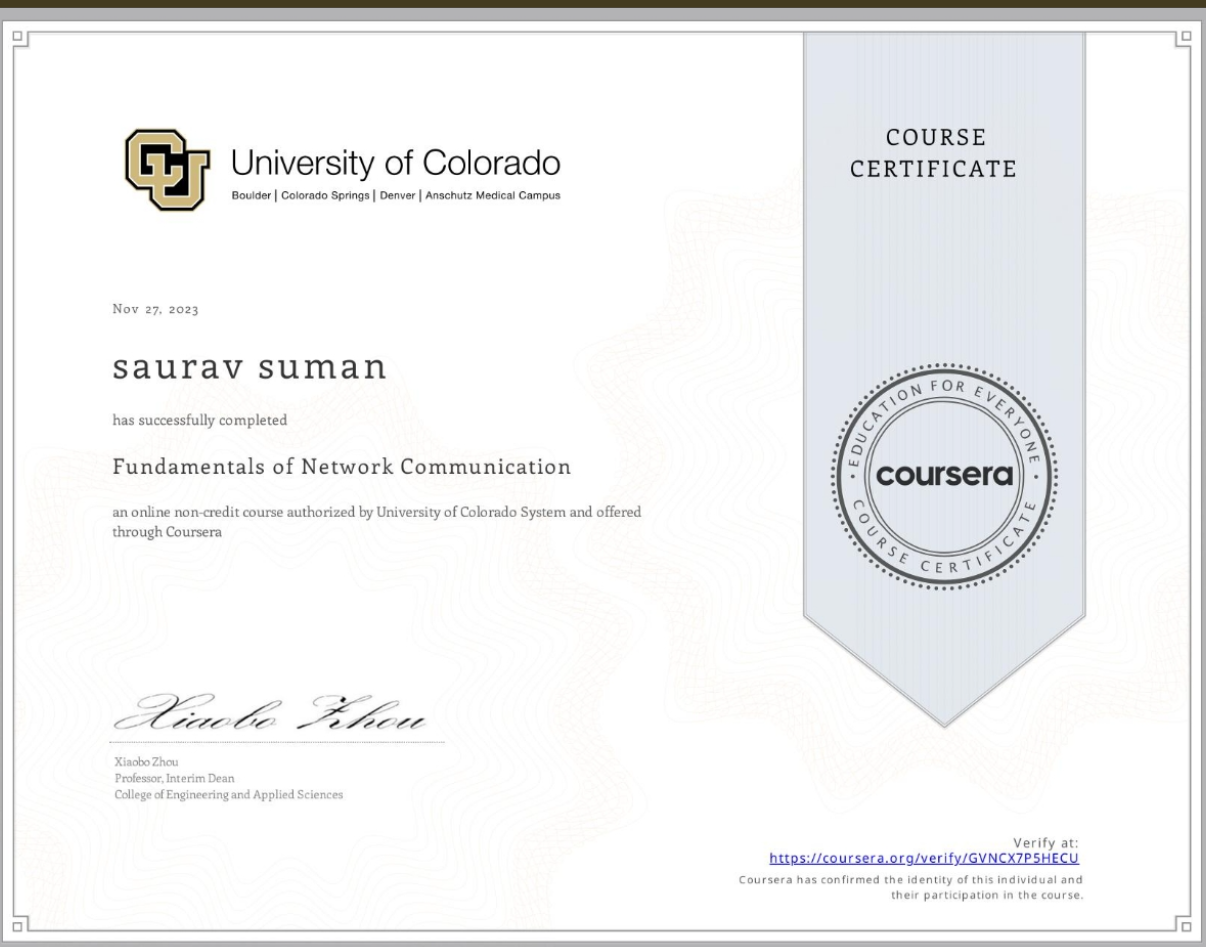 University of Colorado
Boulder | Colorado Springs | Denver | Anschutz Medical Campus
COURSE
CERTIFICATE
Nov 27, 2023
saurav suman
has successfully completed
Fundamentals of Network Communication
an online non-credit course authorized by University of Colorado System and offered
through Coursera
EDUCATION FOR EVERYONE
coursera
COURSE CERTIFICATE
Xiaobo Zhou
Xiaobo Zhou
Professor, Interim Dean
College of Engineering and Applied Sciences
Verify at:
https://coursera.org/verify/GVNCX7P5HECU
Coursera has confirmed the identity of this individual and
their participation in the course.